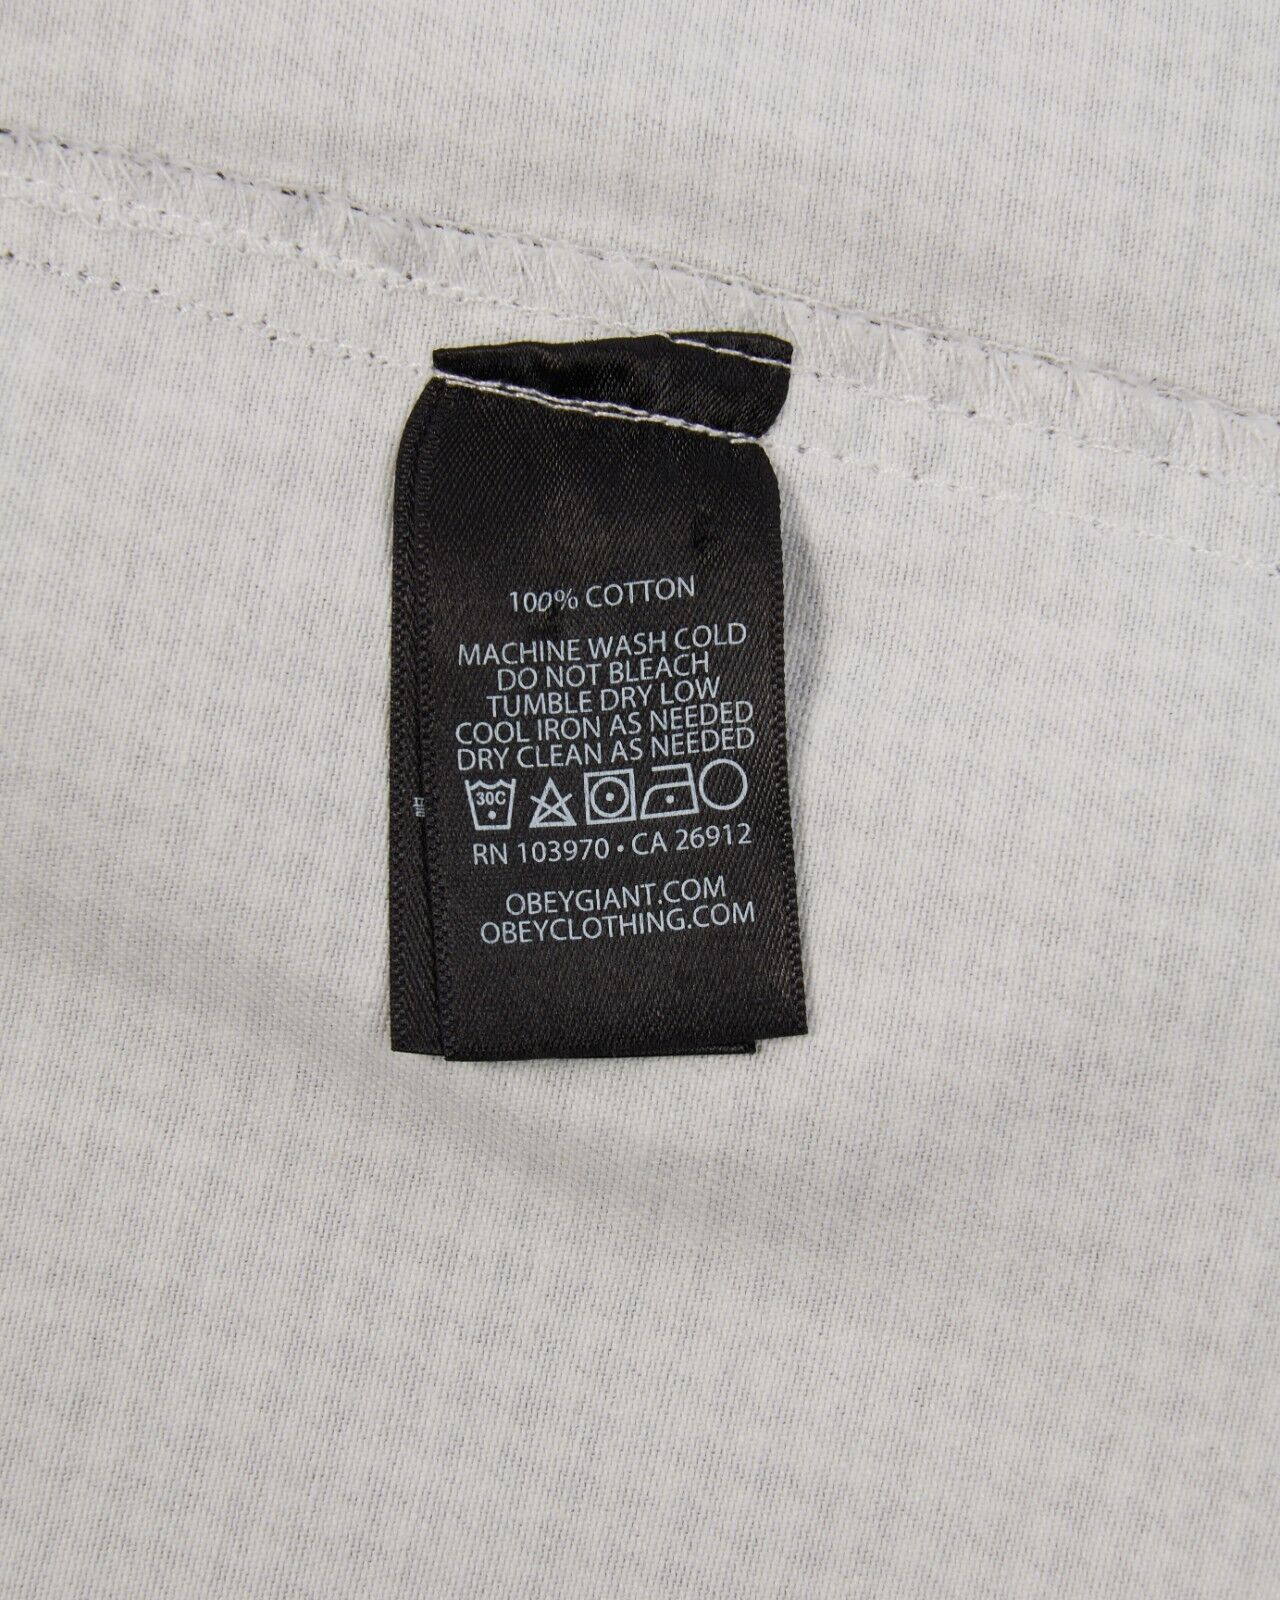 100% COTTON
MACHINE WASH COLD
DO NOT BLEACH
TUMBLE DRY LOW
COOL IRON AS NEEDED
DRY CLEAN AS NEEDED
30C
RN 103970 • CA 26912
OBEYGIANT.COM
OBEYCLOTHING.COM